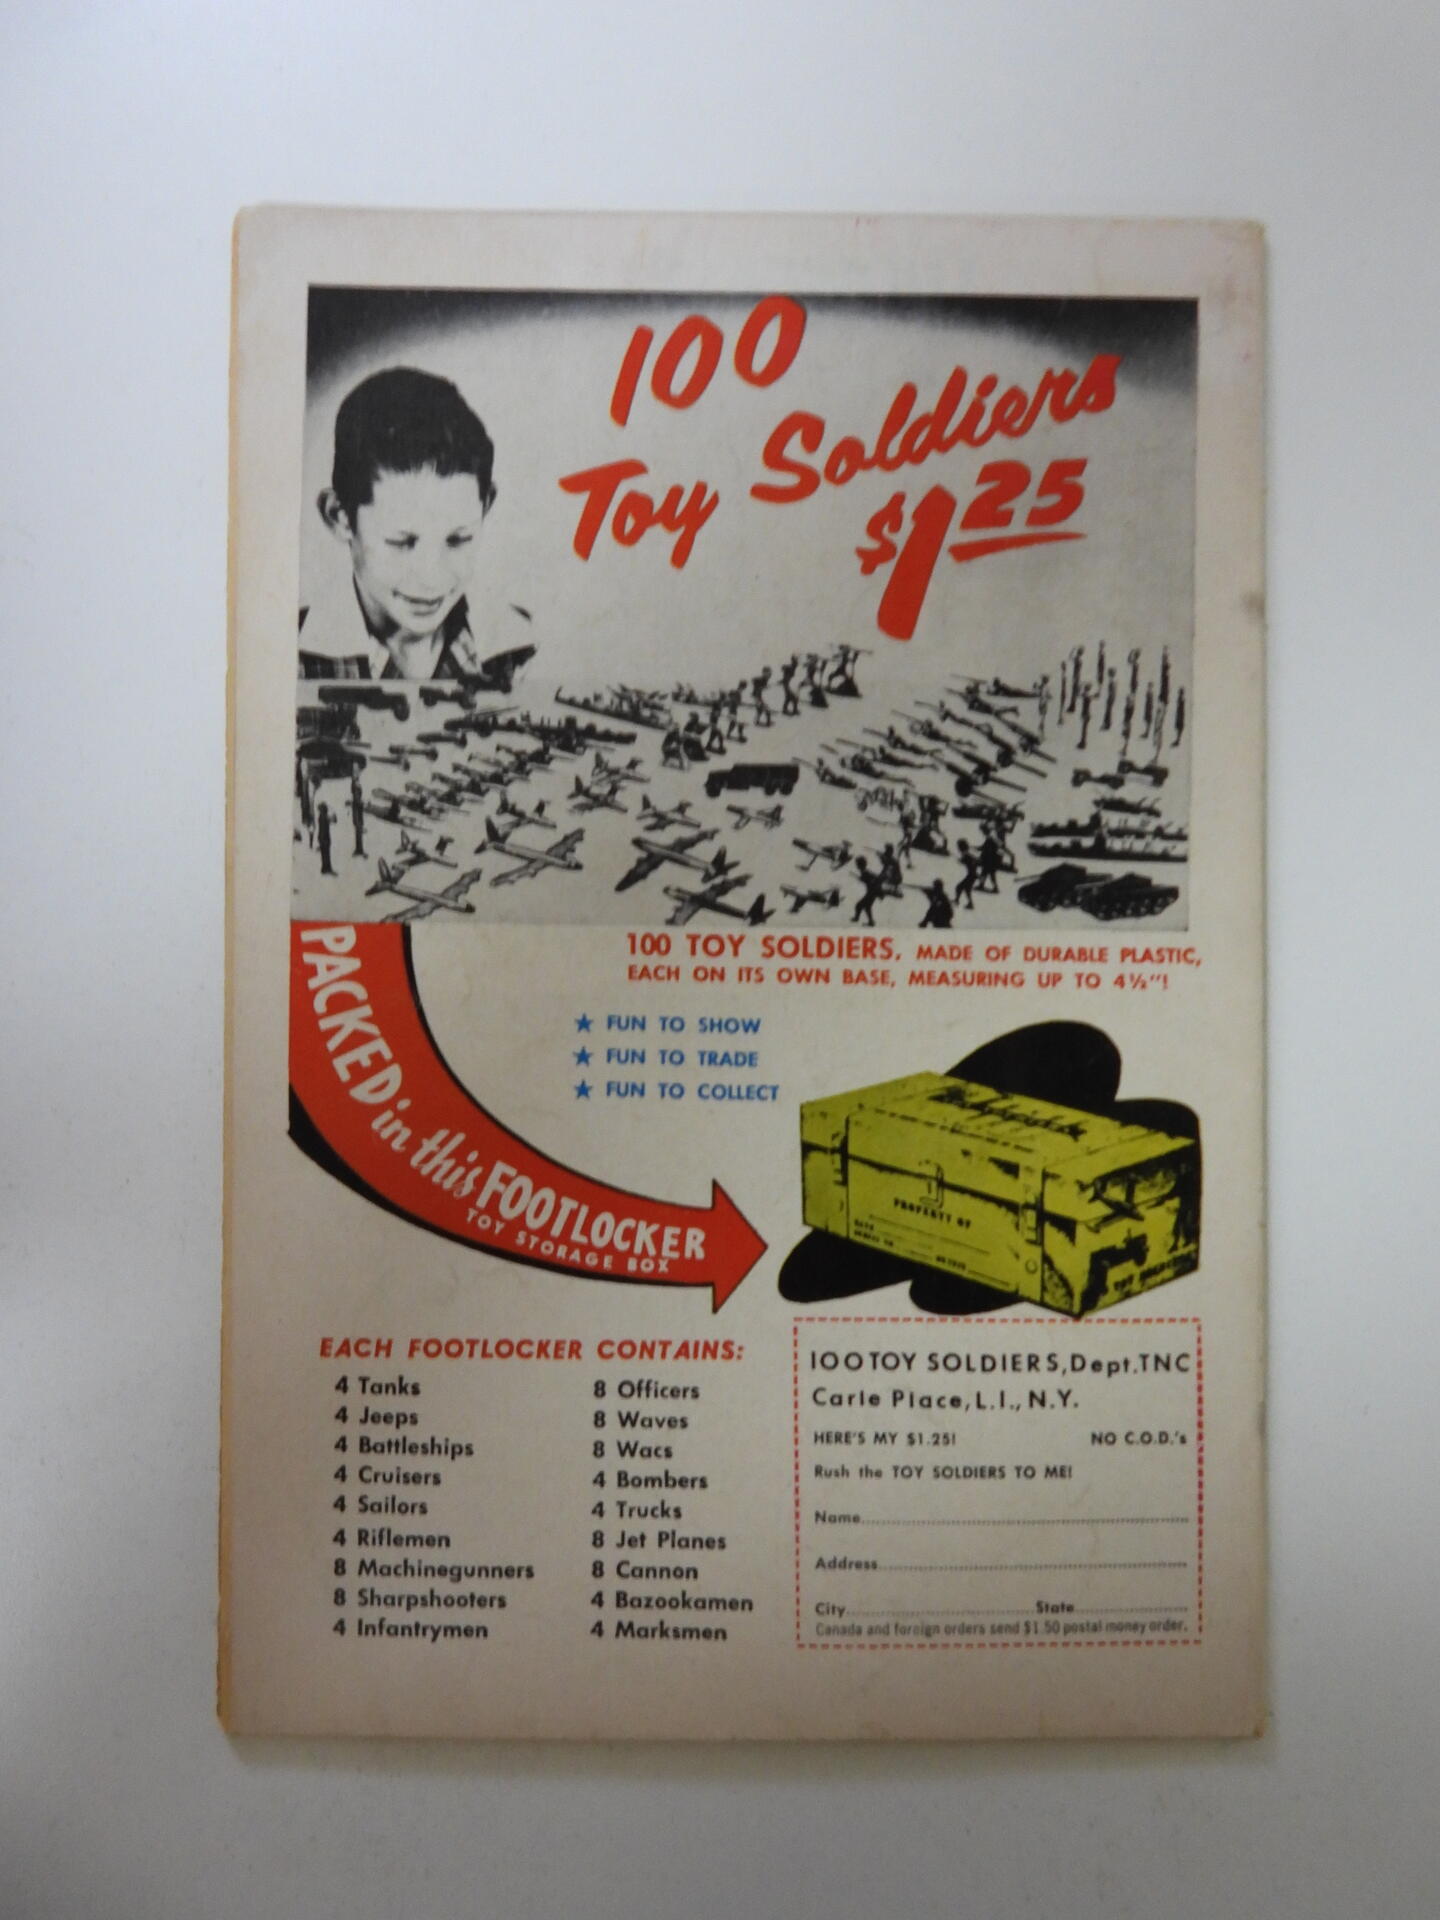 100
Toy Soldiers
$1 25
100 TOY SOLDIERS, MADE OF DURABLE PLASTIC,
EACH ON ITS OWN BASE, MEASURING UP TO 4½"!
★ FUN TO SHOW
★ FUN TO TRADE
★ FUN TO COLLECT
PACKED in this FOOTLOCKER
TOY STORAGE BOX
PROPERTY OF
EACH FOOTLOCKER CONTAINS:
4 Tanks
4 Jeeps
4 Battleships
4 Cruisers
4 Sailors
4 Riflemen
8 Machinegunners
8 Sharpshooters
4 Infantrymen
8 Officers
8 Waves
8 Wacs
4 Bombers
4 Trucks
8 Jet Planes
8 Cannon
4 Bazookamen
4 Marksmen
100 TOY SOLDIERS, Dept. TNC
Carle Place, L.I., N.Y.
HERE'S MY $1.25! NO C.O.D.'s
Rush the TOY SOLDIERS TO ME!
Name
Address
City State
Canada and foreign orders send $1.50 postal money order.